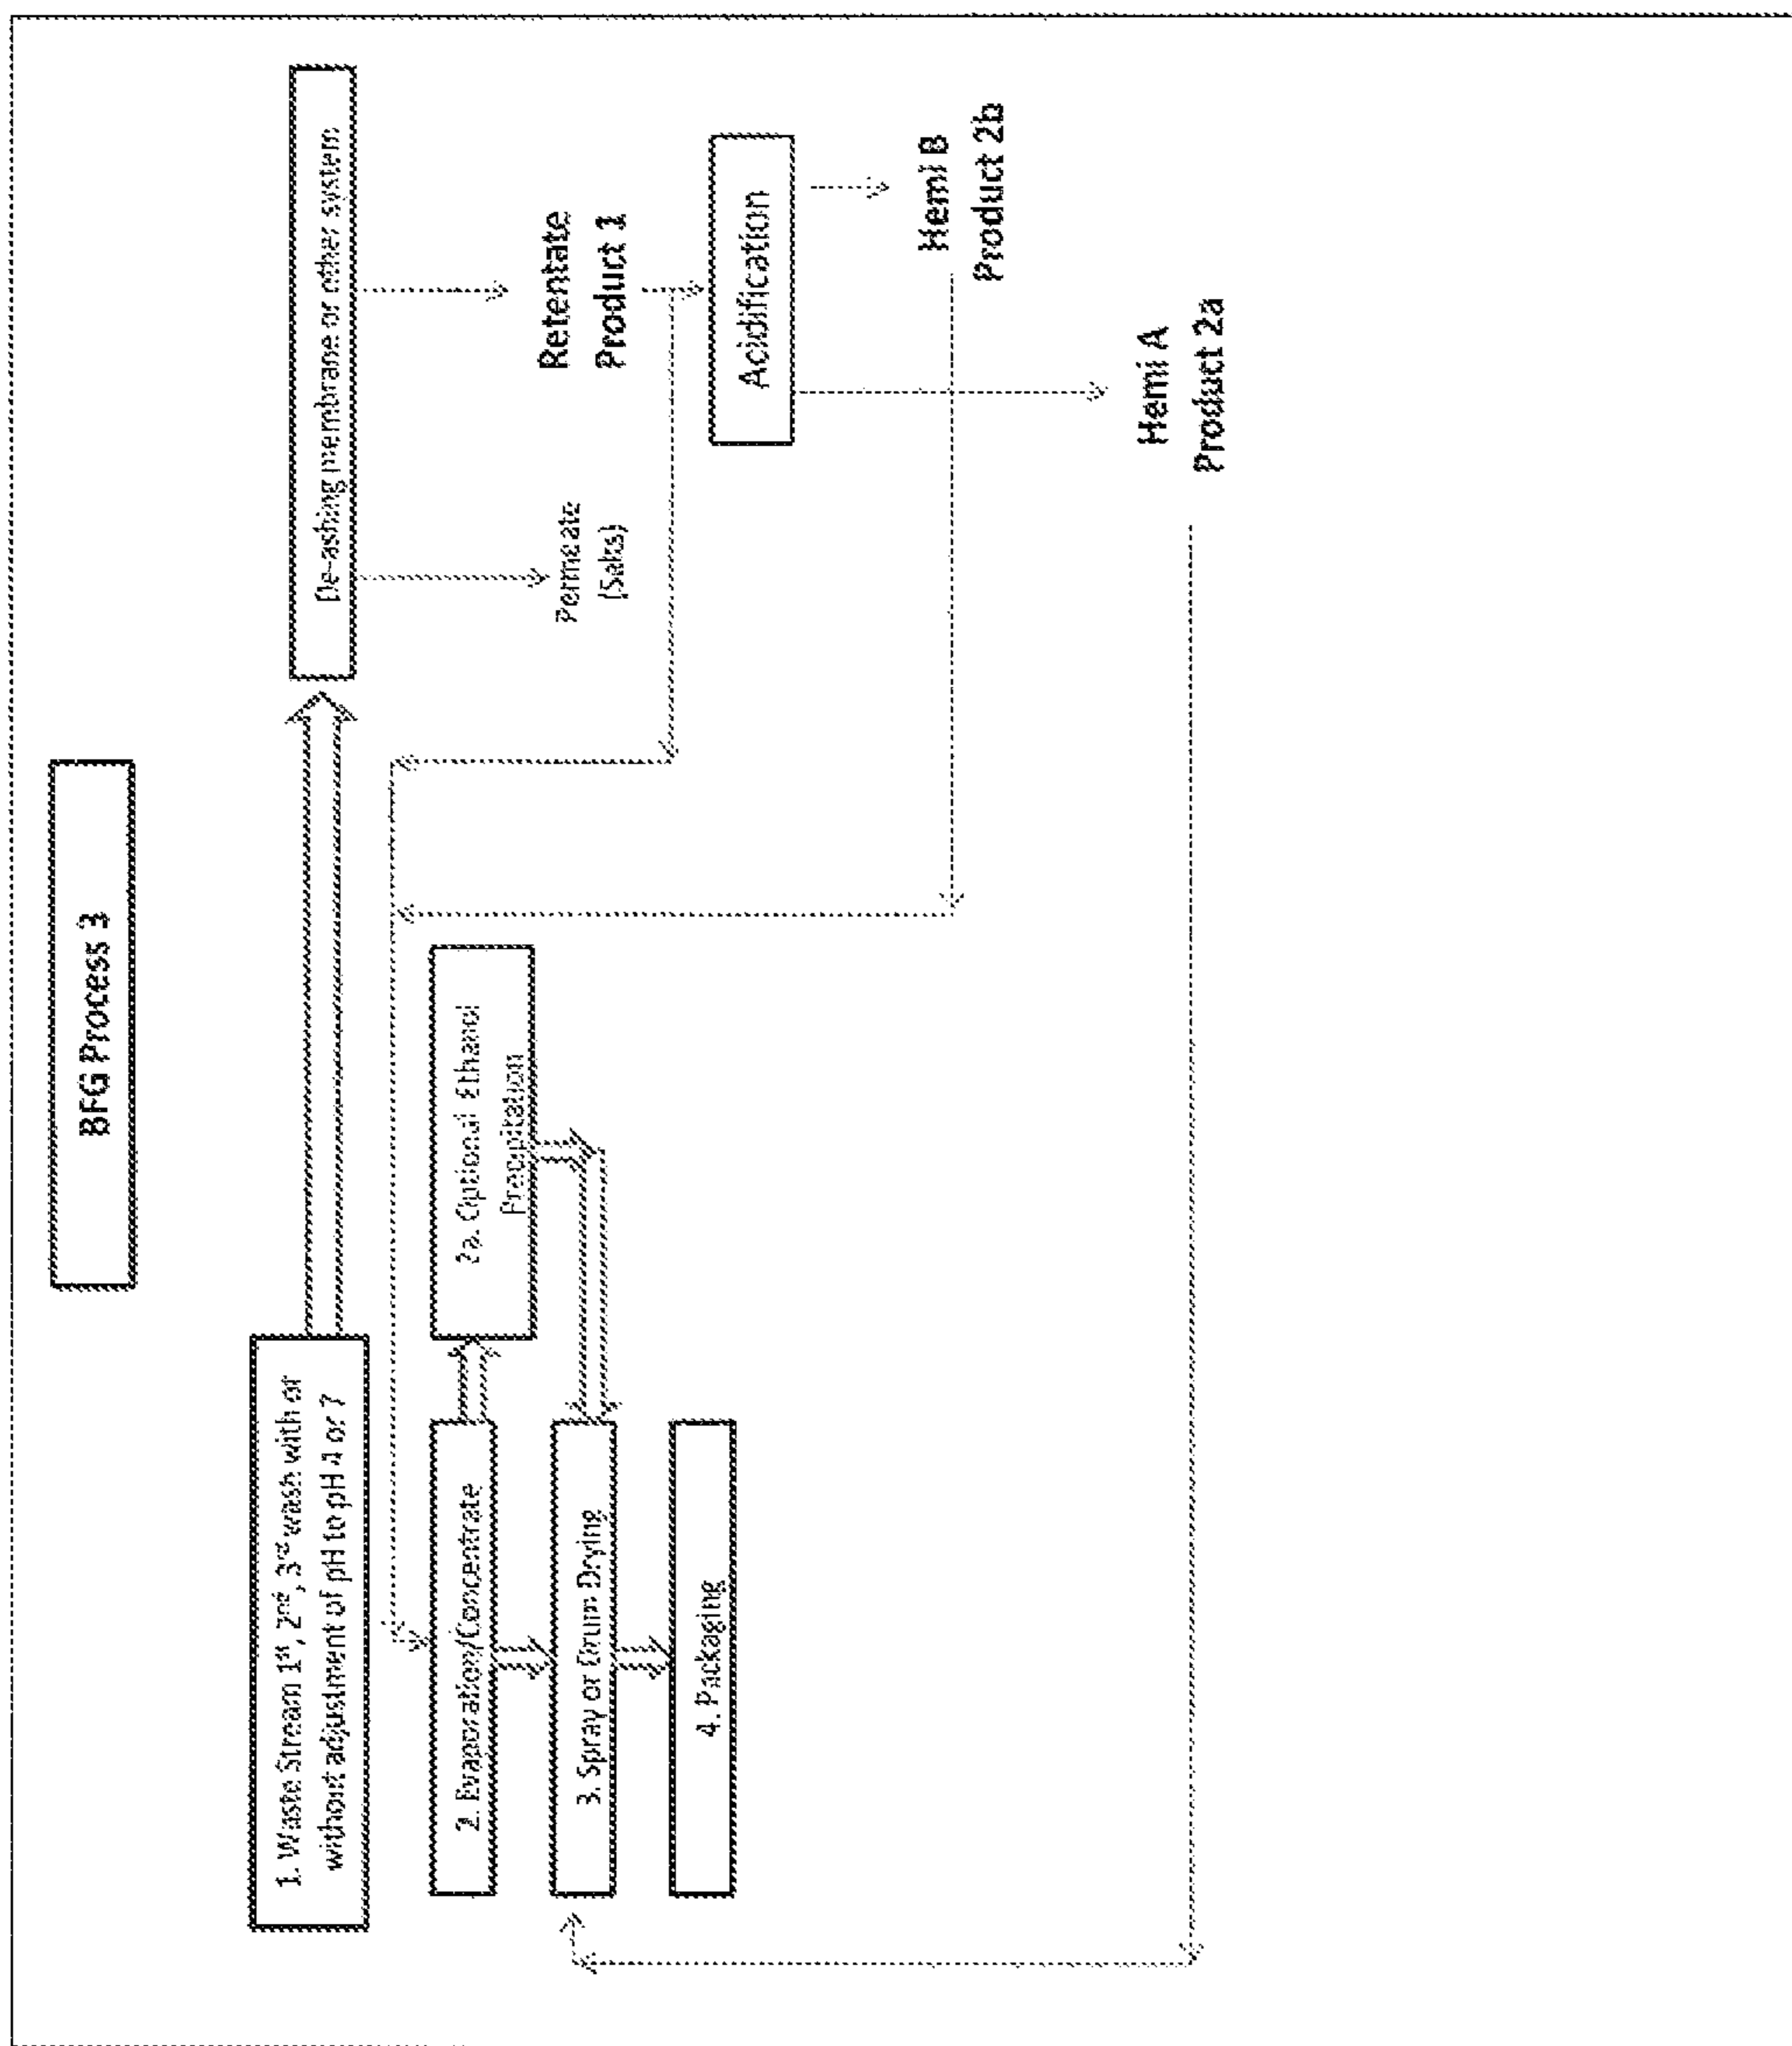 BFG Process 3
1. Waste Stream 1st, 2nd, 3rd wash with or
without adjustment of pH to pH 4 or 7
De-ashing membrane or other system
2. Evaporation/Concentrate
2a. Optional Ethanol
Precipitation
Permeate
(Salts)
Retentate
Product 1
3. Spray or Drum Drying
4. Packaging
Acidification
Hemi B
Product 2b
Hemi A
Product 2a